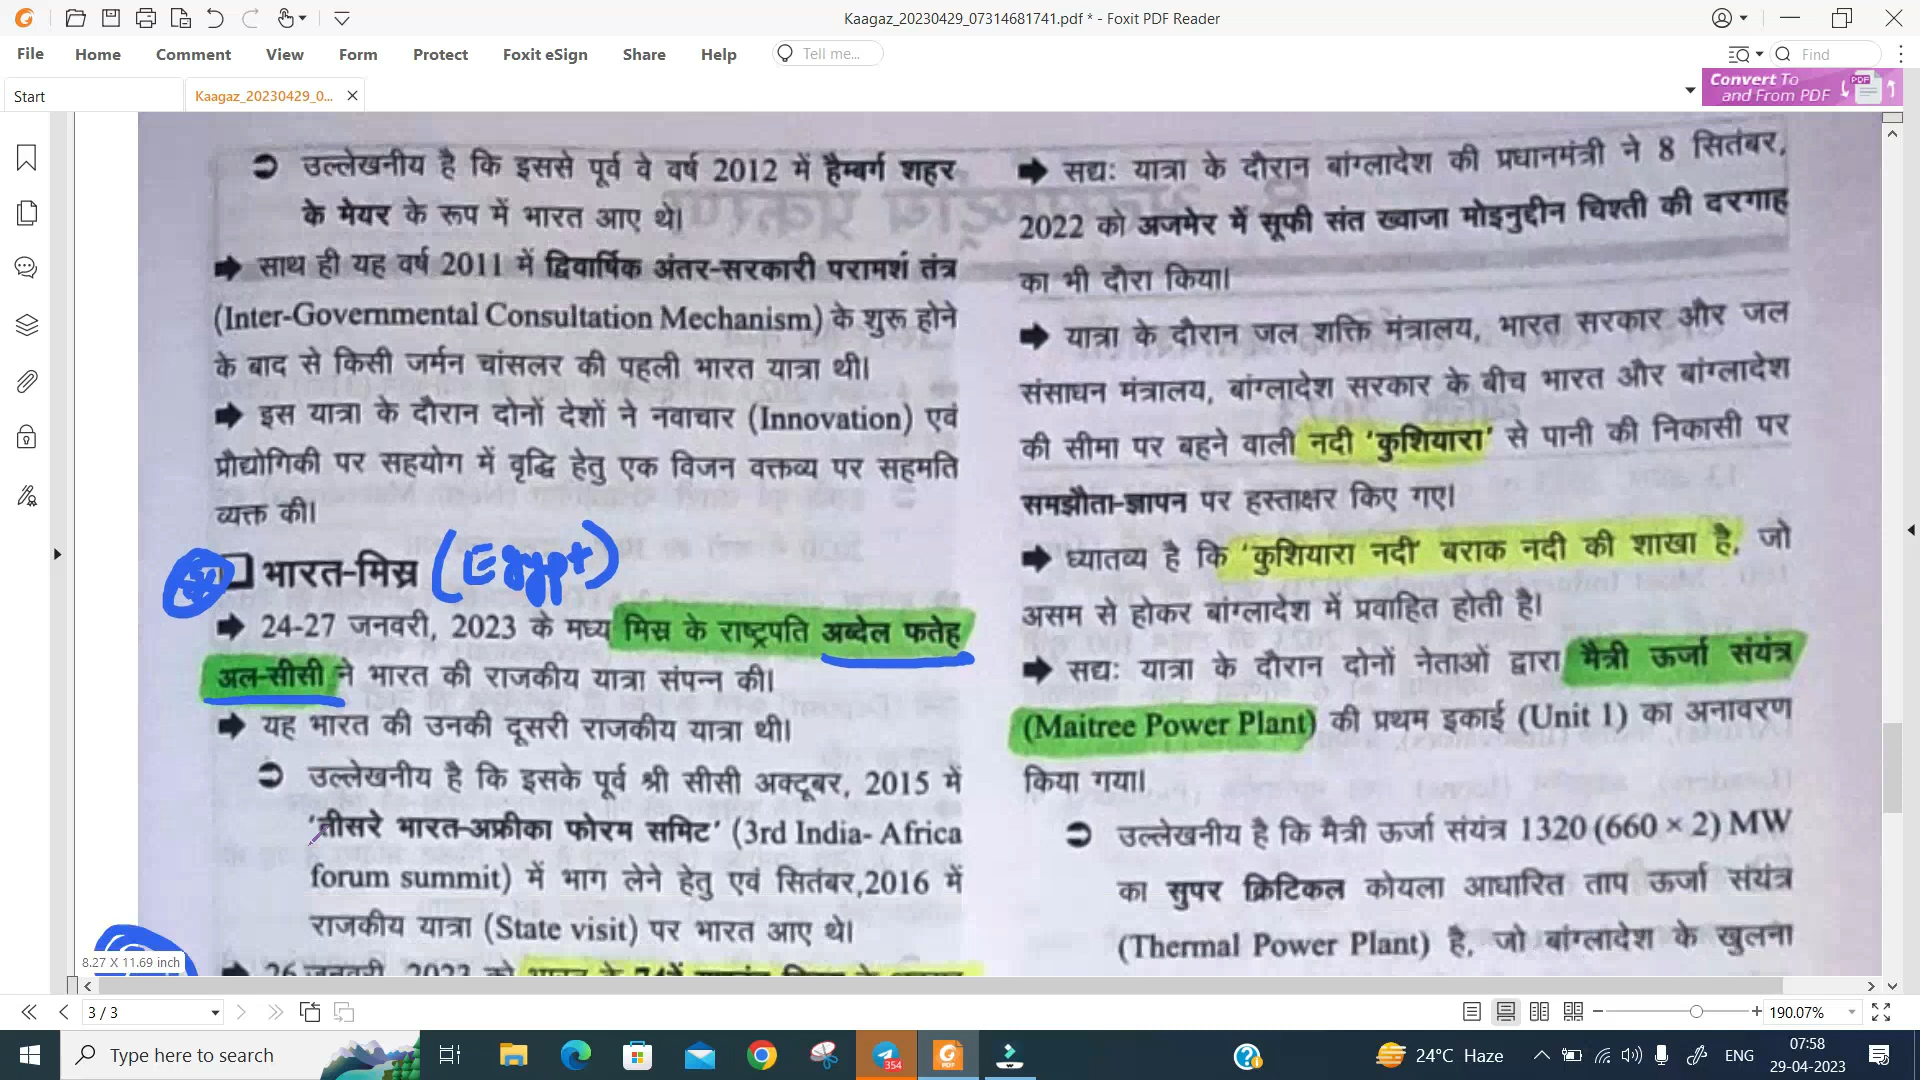 Kaagaz_20230429_07314681741.pdf * - Foxit PDF Reader
File Home Comment View Form Protect Foxit eSign Share Help Tell me... Find
Start
Kaagaz_20230429_0...
Convert To
and From PDF
PDF
उल्लेखनीय है कि इससे पूर्व वे वर्ष 2012 में हैम्बर्ग शहर
के मेयर के रूप में भारत आए थे।
साथ ही यह वर्ष 2011 में द्विवार्षिक अंतर-सरकारी परामर्श तंत्र
(Inter-Governmental Consultation Mechanism) के शुरू होने
के बाद से किसी जर्मन चांसलर की पहली भारत यात्रा थी।
इस यात्रा के दौरान दोनों देशों ने नवाचार (Innovation) एवं
प्रौद्योगिकी पर सहयोग में वृद्धि हेतु एक विजन वक्तव्य पर सहमति
व्यक्त की।
भारत-मिस्र (Egypt)
24-27 जनवरी, 2023 के मध्य मिस्र के राष्ट्रपति अब्देल फतेह
अल-सीसी ने भारत की राजकीय यात्रा संपन्न की।
यह भारत की उनकी दूसरी राजकीय यात्रा थी।
उल्लेखनीय है कि इसके पूर्व श्री सीसी अक्टूबर, 2015 में
'तीसरे भारत-अफ्रीका फोरम समिट' (3rd India- Africa
forum summit) में भाग लेने हेतु एवं सितंबर,2016 में
राजकीय यात्रा (State visit) पर भारत आए थे।
26 जनवरी, 2023 को भारत के 74वें
सद्यः यात्रा के दौरान बांग्लादेश की प्रधानमंत्री ने 8 सितंबर,
2022 को अजमेर में सूफी संत ख्वाजा मोइनुद्दीन चिश्ती की दरगाह
का भी दौरा किया।
यात्रा के दौरान जल शक्ति मंत्रालय, भारत सरकार और जल
संसाधन मंत्रालय, बांग्लादेश सरकार के बीच भारत और बांग्लादेश
की सीमा पर बहने वाली नदी 'कुशियारा' से पानी की निकासी पर
समझौता-ज्ञापन पर हस्ताक्षर किए गए।
ध्यातव्य है कि 'कुशियारा नदी' बराक नदी की शाखा है, जो
असम से होकर बांग्लादेश में प्रवाहित होती है।
सद्यः यात्रा के दौरान दोनों नेताओं द्वारा मैत्री ऊर्जा संयंत्र
(Maitree Power Plant) की प्रथम इकाई (Unit 1) का अनावरण
किया गया।
उल्लेखनीय है कि मैत्री ऊर्जा संयंत्र 1320 (660 × 2) MW
का सुपर क्रिटिकल कोयला आधारित ताप ऊर्जा संयंत्र
(Thermal Power Plant) है, जो बांग्लादेश के खुलना
8.27 X 11.69 inch
3 / 3
190.07%
Type here to search
354
24°C Haze
ENG
07:58
29-04-2023